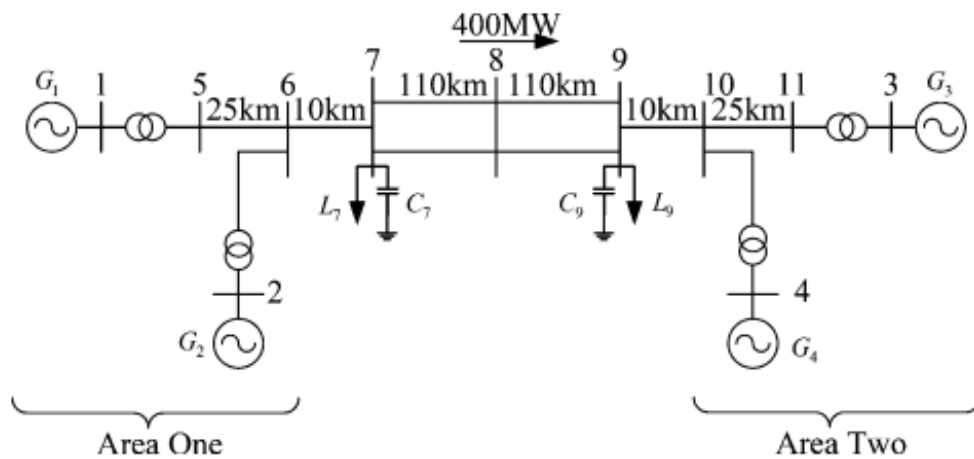 400MW
7 8 9
G₁ 1 5 6 110km 110km 10 11 3 G₃
25km 10km 10km 25km
L₇ C₇ C₉ L₉
2 4
G₂ G₄
Area One Area Two